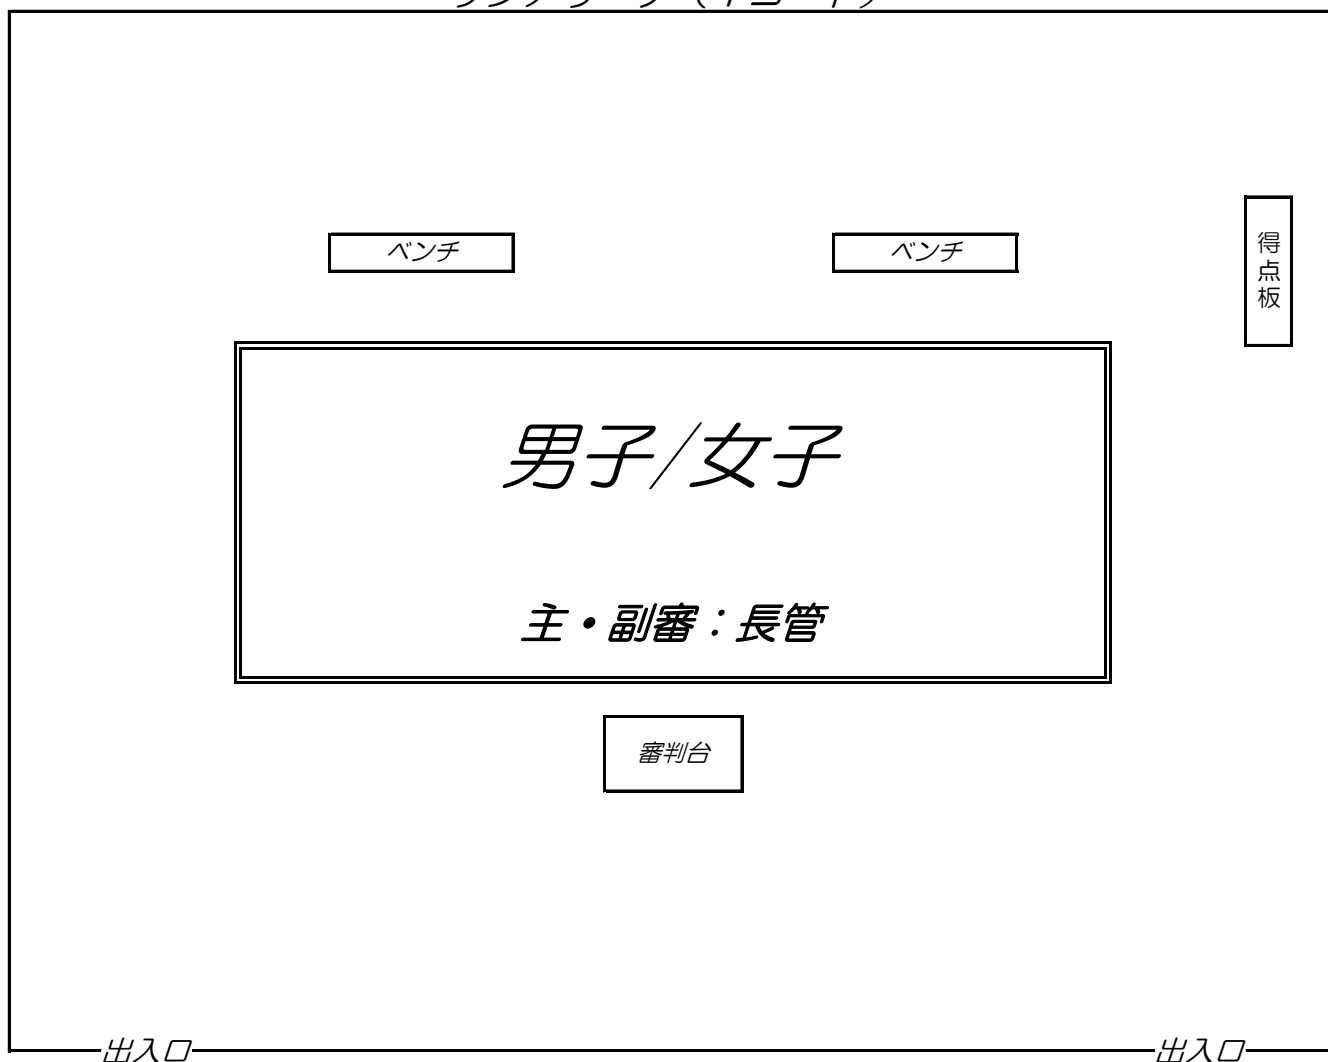 ベンチ
ベンチ
得点板
男子/女子
主・副審：長管
審判台
出入口
出入口